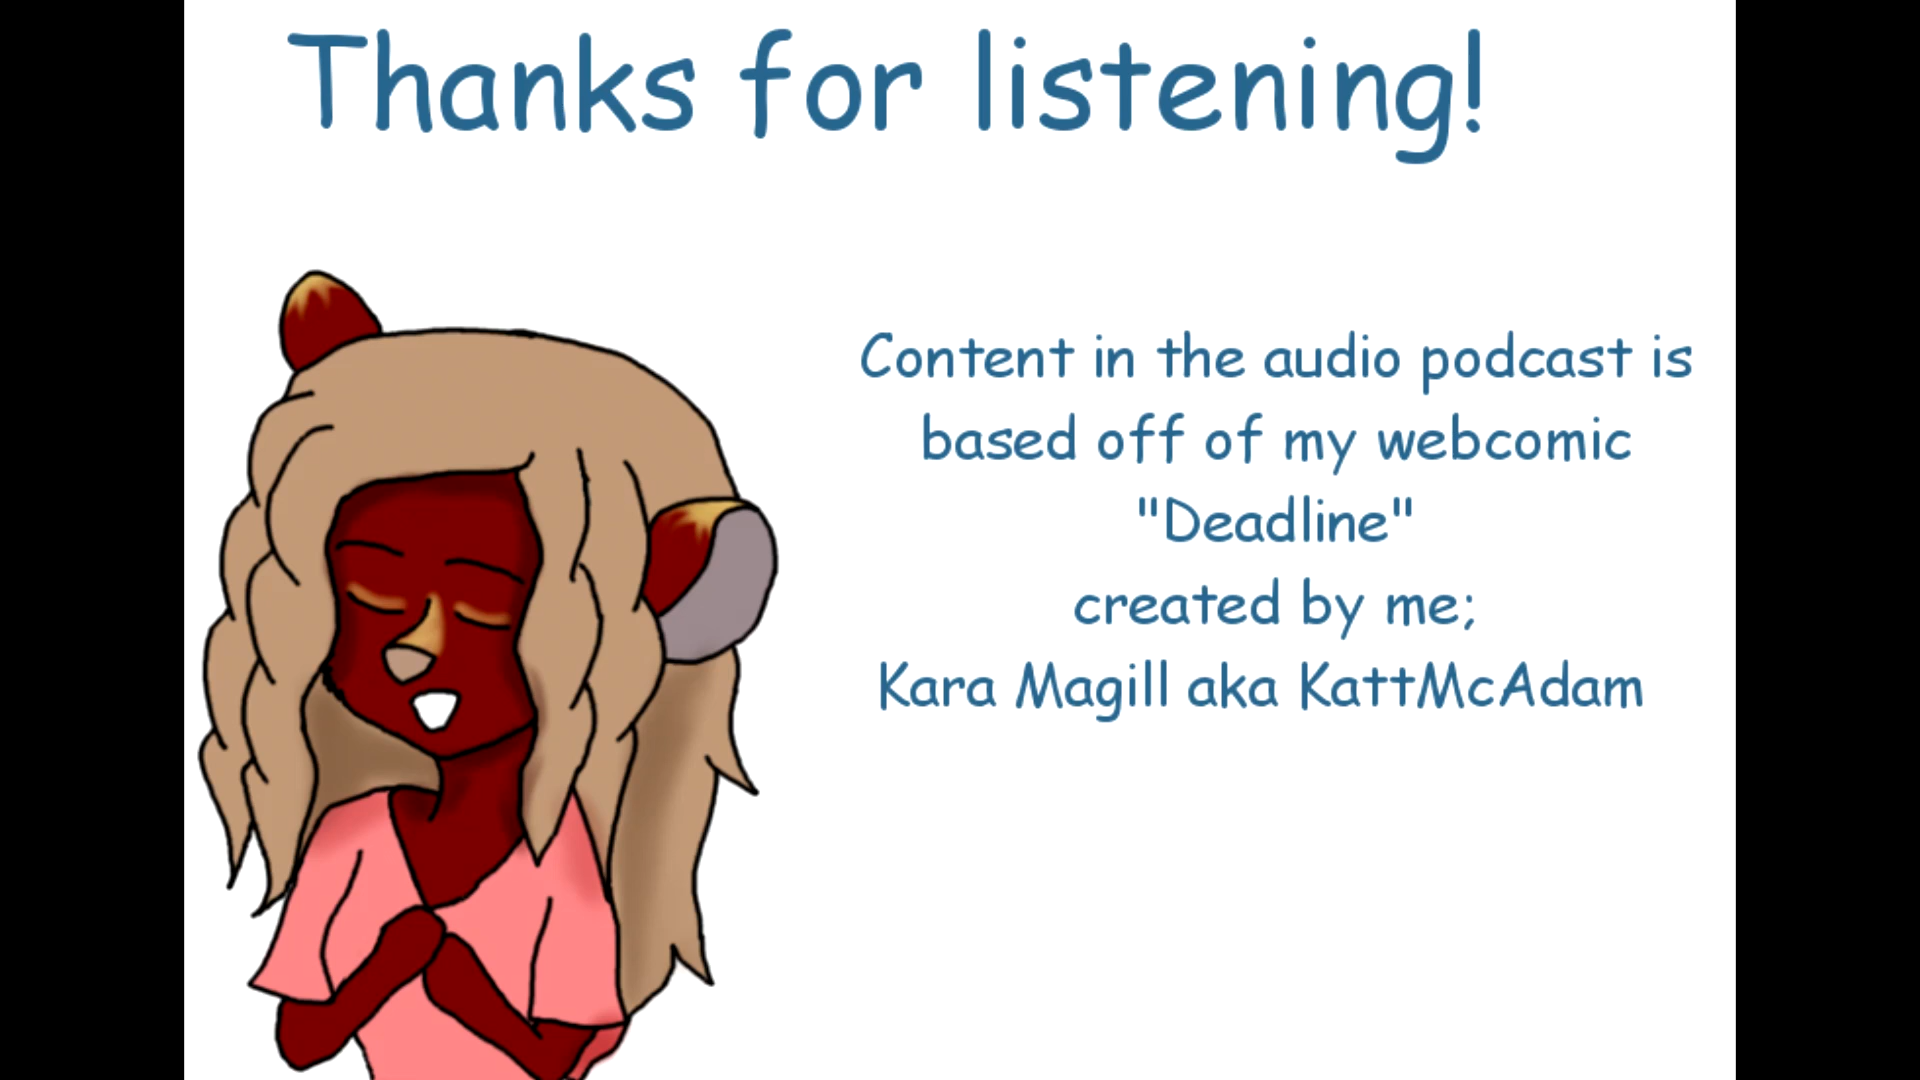 Thanks for listening!
Content in the audio podcast is
based off of my webcomic
"Deadline"
created by me;
Kara Magill aka KattMcAdam